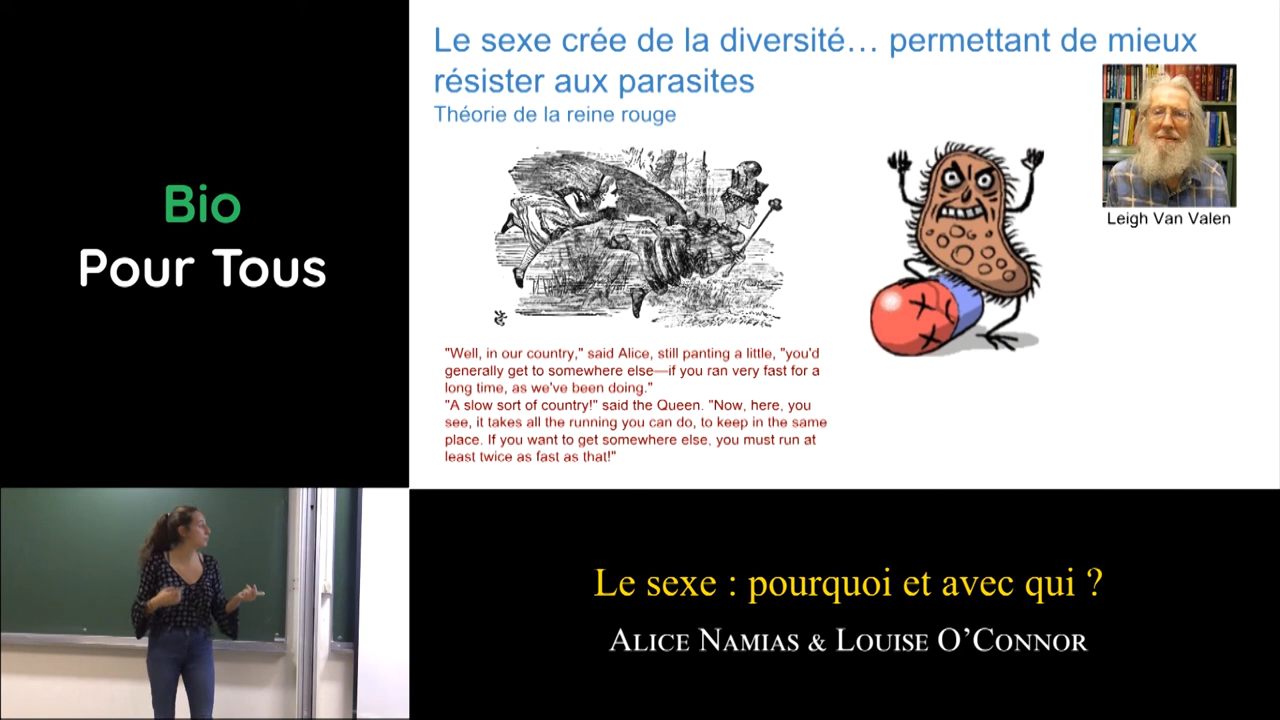 Bio
Pour Tous
Le sexe crée de la diversité… permettant de mieux
résister aux parasites
Théorie de la reine rouge
Leigh Van Valen
"Well, in our country," said Alice, still panting a little, "you'd
generally get to somewhere else—if you ran very fast for a
long time, as we've been doing."
"A slow sort of country!" said the Queen. "Now, here, you
see, it takes all the running you can do, to keep in the same
place. If you want to get somewhere else, you must run at
least twice as fast as that!"
Le sexe : pourquoi et avec qui ?
ALICE NAMIAS & LOUISE O'CONNOR